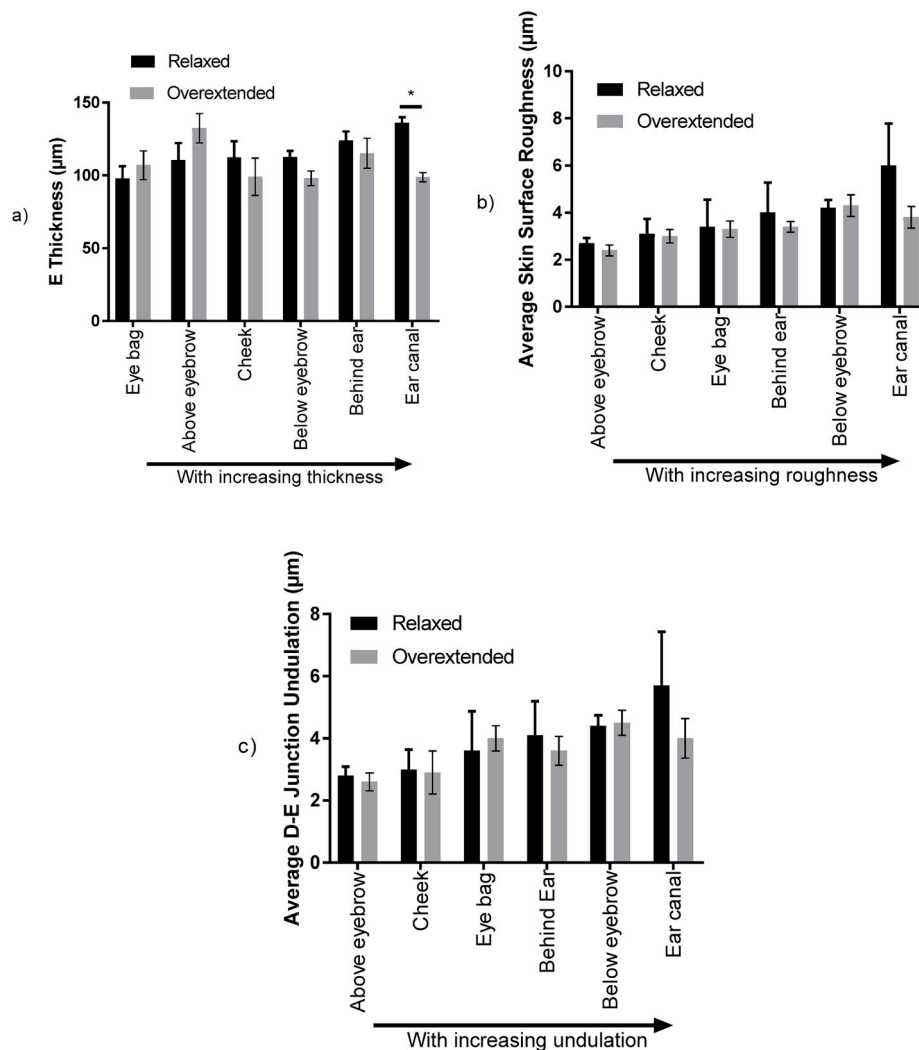 a)
Relaxed
Overextended
E Thickness (μm)
150
100
50
0
*
Eye bag
Above eyebrow
Cheek
Below eyebrow
Behind ear
Ear canal
With increasing thickness
b)
Relaxed
Overextended
Average Skin Surface Roughness (μm)
10
8
6
4
2
0
Above eyebrow
Cheek
Eye bag
Behind ear
Below eyebrow
Ear canal
With increasing roughness
c)
Relaxed
Overextended
Average D-E Junction Undulation (μm)
8
6
4
2
0
Above eyebrow
Cheek
Eye bag
Behind Ear
Below eyebrow
Ear canal
With increasing undulation